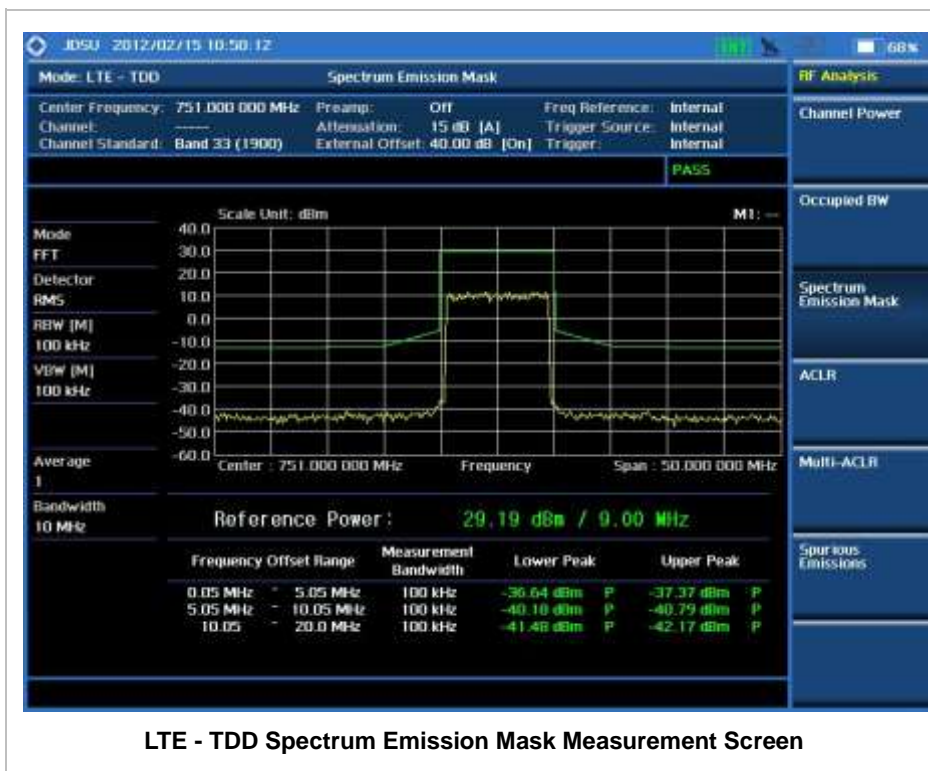 JDSU 2012/02/15 10:50:12 68%
Mode: LTE - TDD Spectrum Emission Mask RF Analysis
Center Frequency: 751.000 000 MHz Preamp: Off Freq Reference: Internal
Channel: ----- Attenuation: 15 dB [A] Trigger Source: Internal
Channel Standard: Band 33 (1900) External Offset: 40.00 dB [On] Trigger: Internal
PASS
Channel Power
Occupied BW
Spectrum
Emission Mask
ACLR
Multi-ACLR
Spurious
Emissions
Scale Unit: dBm M1: --
Mode
FFT
Detector
RMS
RBW [M]
100 kHz
VBW [M]
100 kHz
Average
1
Bandwidth
10 MHz
40.0
30.0
20.0
10.0
0.0
-10.0
-20.0
-30.0
-40.0
-50.0
-60.0
Center : 751.000 000 MHz Frequency Span : 50.000 000 MHz
Reference Power: 29.19 dBm / 9.00 MHz
Frequency Offset Range Measurement Bandwidth Lower Peak Upper Peak
0.05 MHz ~ 5.05 MHz 100 kHz -36.64 dBm P -37.37 dBm P
5.05 MHz ~ 10.05 MHz 100 kHz -40.18 dBm P -40.79 dBm P
10.05 ~ 20.0 MHz 100 kHz -41.48 dBm P -42.17 dBm P
LTE - TDD Spectrum Emission Mask Measurement Screen